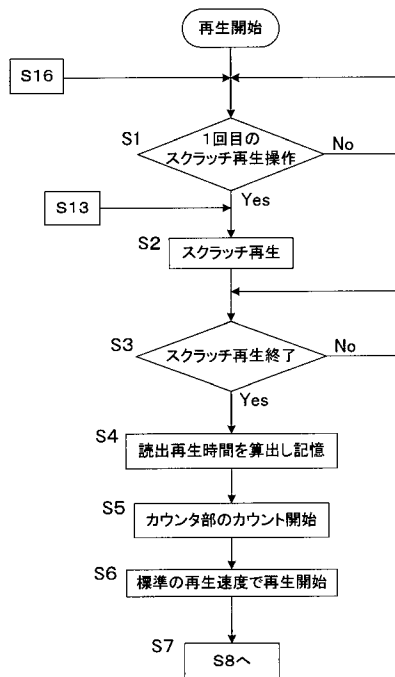 再生開始
S16
S1
1回目の
スクラッチ再生操作
No
Yes
S13
S2
スクラッチ再生
S3
スクラッチ再生終了
No
Yes
S4
読出再生時間を算出し記憶
S5
カウンタ部のカウント開始
S6
標準の再生速度で再生開始
S7
S8へ